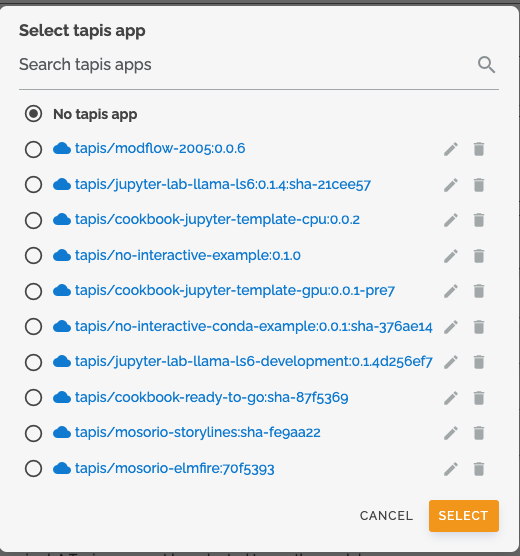 Select tapis app
Search tapis apps
No tapis app
tapis/modflow-2005:0.0.6
tapis/jupyter-lab-llama-ls6:0.1.4:sha-21cee57
tapis/cookbook-jupyter-template-cpu:0.0.2
tapis/no-interactive-example:0.1.0
tapis/cookbook-jupyter-template-gpu:0.0.1-pre7
tapis/no-interactive-conda-example:0.0.1:sha-376ae14
tapis/jupyter-lab-llama-ls6-development:0.1.4d256ef7
tapis/cookbook-ready-to-go:sha-87f5369
tapis/mosorio-storylines:sha-fe9aa22
tapis/mosorio-elmfire:70f5393
CANCEL
SELECT